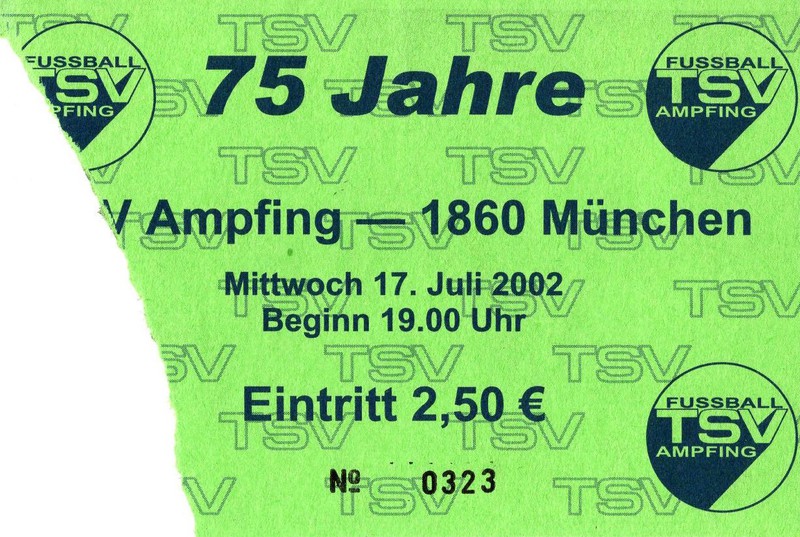 75 Jahre
FUSSBALL
TSV
AMPFING
FUSSBALL
TSV
AMPFING
V Ampfing — 1860 München
Mittwoch 17. Juli 2002
Beginn 19.00 Uhr
Eintritt 2,50 €
FUSSBALL
TSV
AMPFING
Nº 0323